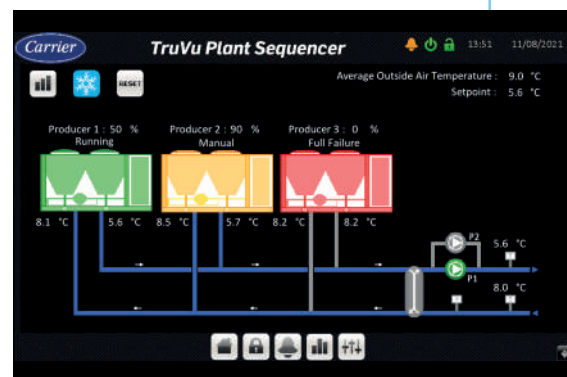 Carrier
TruVu Plant Sequencer
13:51 11/08/2021
RESET
Average Outside Air Temperature : 9.0 °C
Setpoint : 5.6 °C
Producer 1 : 50 % Producer 2 : 90 % Producer 3 : 0 %
Running Manual Full Failure
8.1 °C 5.6 °C 8.5 °C 5.7 °C 8.2 °C 8.2 °C
P2 5.6 °C
P1
8.0 °C